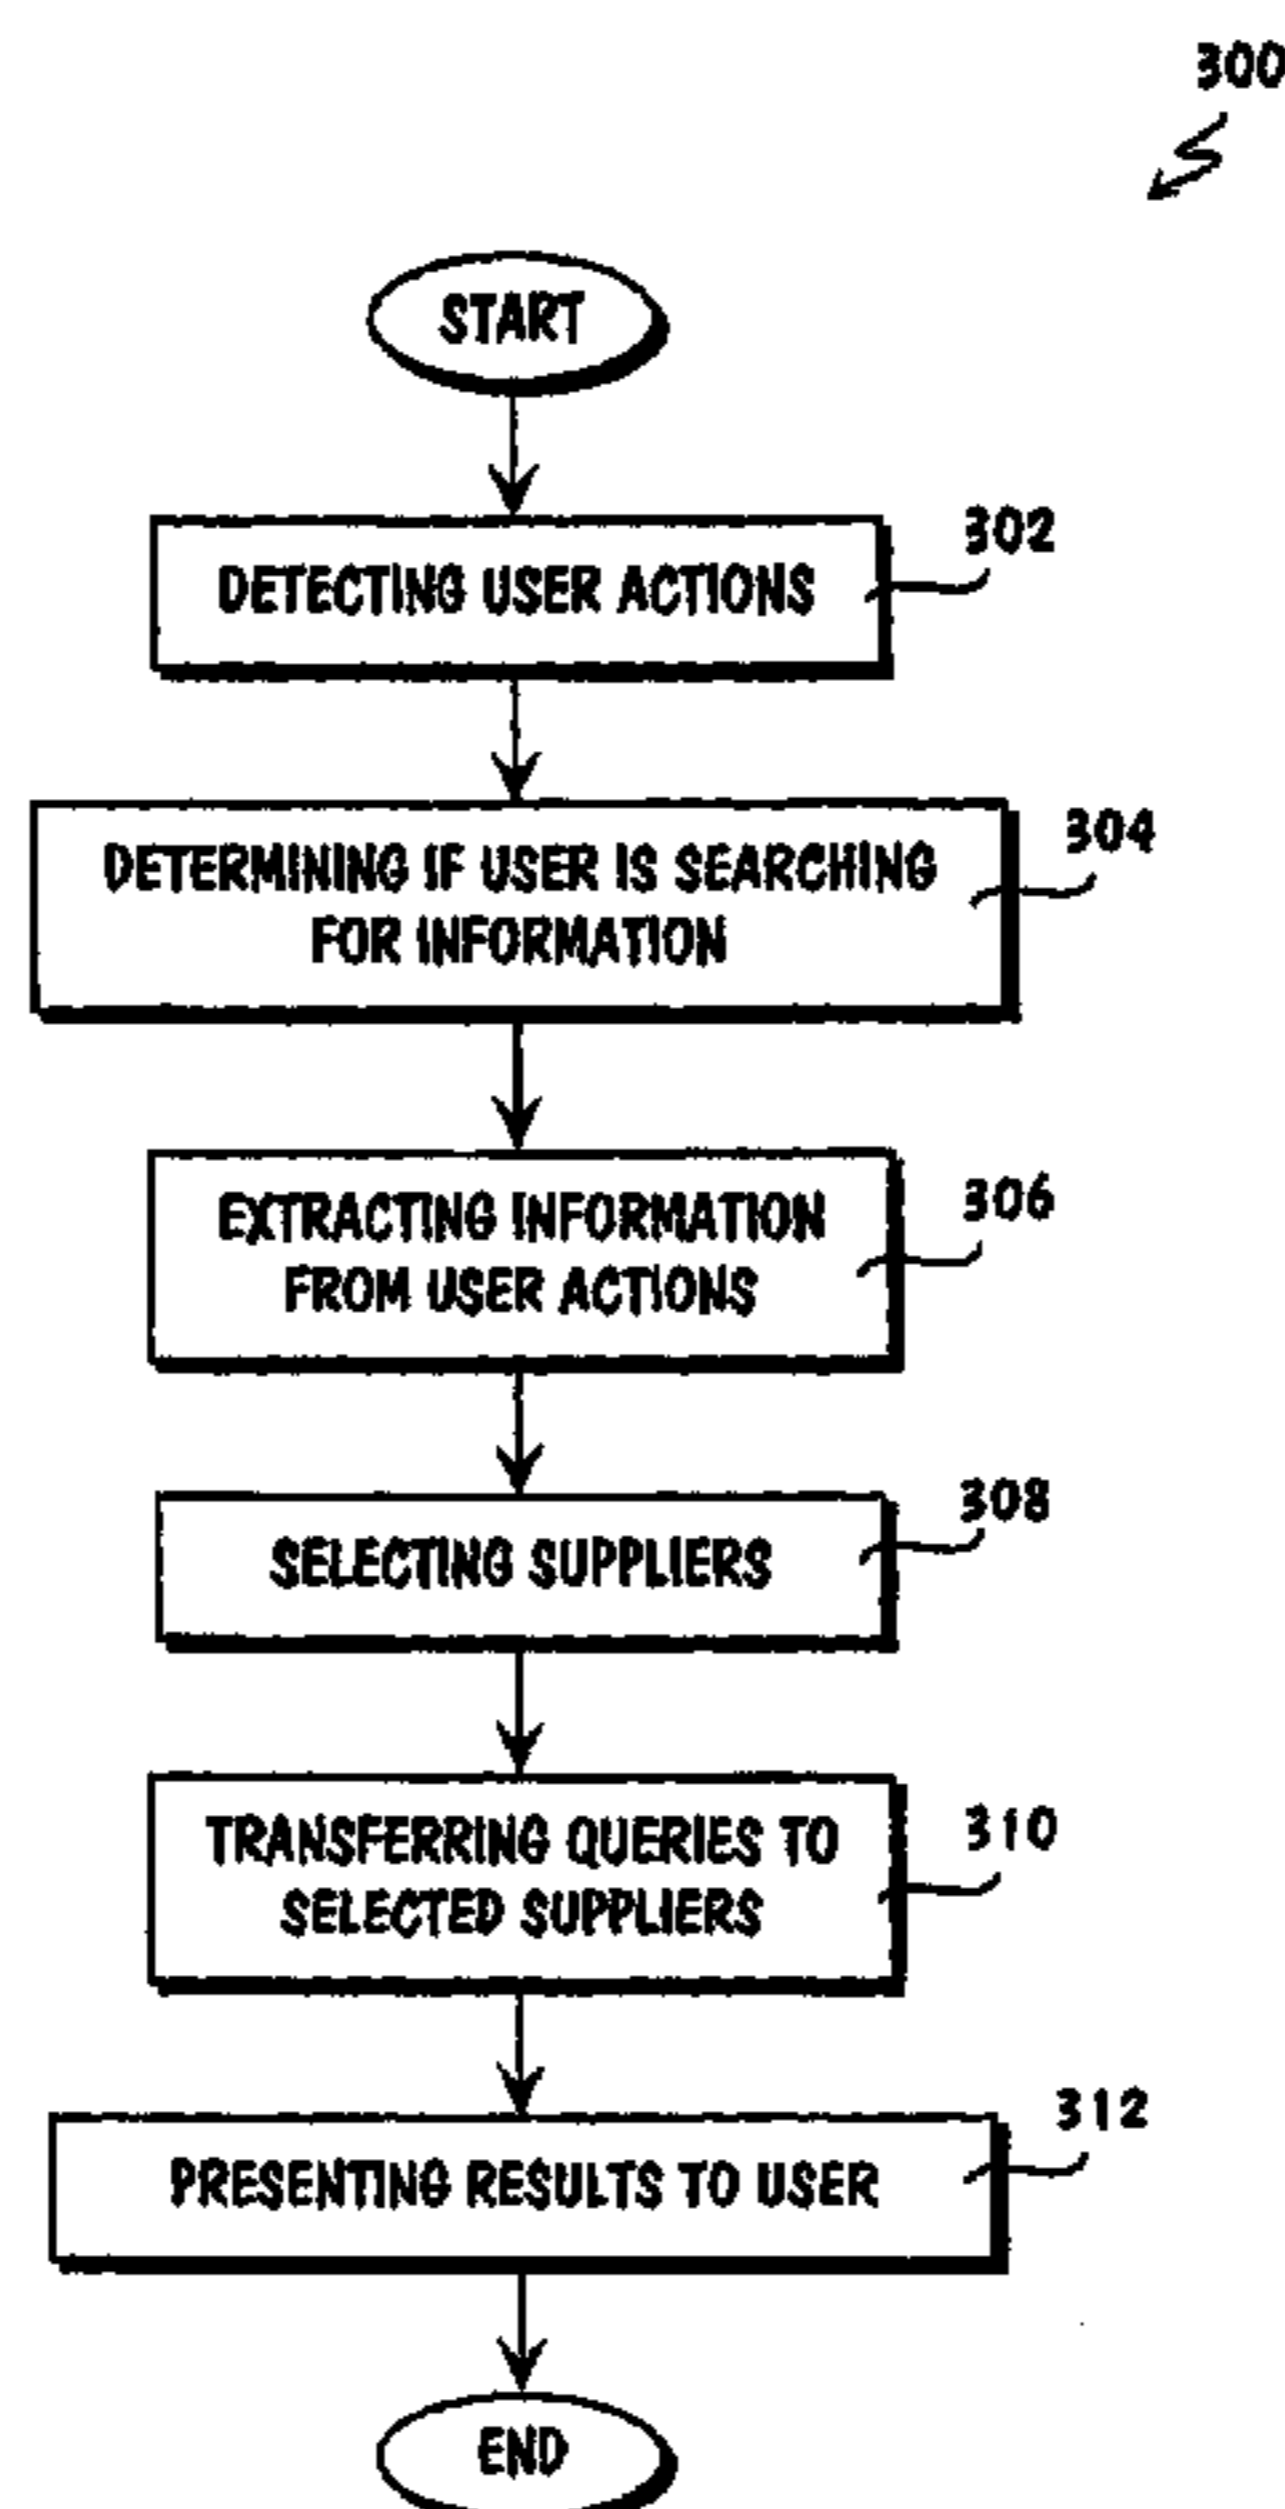 300
START
DETECTING USER ACTIONS
302
DETERMINING IF USER IS SEARCHING
FOR INFORMATION
304
EXTRACTING INFORMATION
FROM USER ACTIONS
306
SELECTING SUPPLIERS
308
TRANSFERRING QUERIES TO
SELECTED SUPPLIERS
310
PRESENTING RESULTS TO USER
312
END